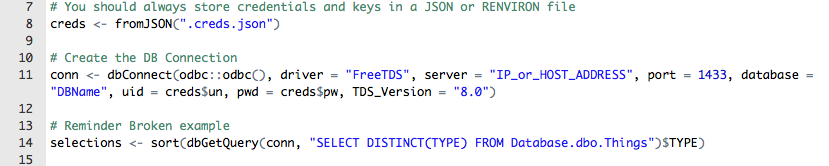 7 # You should always store credentials and keys in a JSON or RENVIRON file
8 creds <- fromJSON(".creds.json")
9
10 # Create the DB Connection
11 conn <- dbConnect(odbc::odbc(), driver = "FreeTDS", server = "IP_or_HOST_ADDRESS", port = 1433, database =
"DBName", uid = creds$un, pwd = creds$pw, TDS_Version = "8.0")
12
13 # Reminder Broken example
14 selections <- sort(dbGetQuery(conn, "SELECT DISTINCT(TYPE) FROM Database.dbo.Things")$TYPE)
15